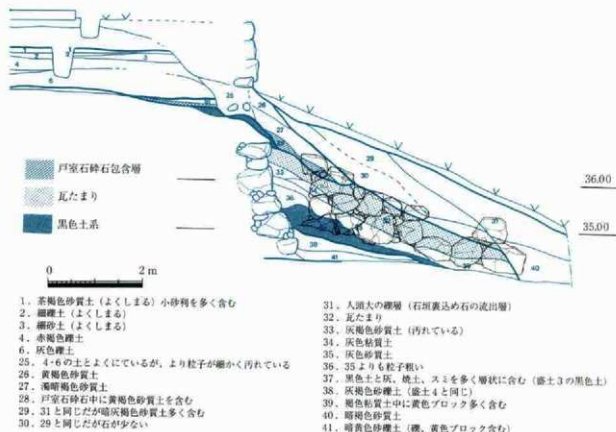 戸室石砕石包含層
瓦たまり
黒色土系
36.00
35.00
0 2 m
1. 茶褐色砂質土（よくしまる）小砂利を多く含む
2. 細礫土（よくしまる）
3. 細砂土（よくしまる）
4. 赤褐色礫土
6. 灰色礫土
25. 4・6の土とよくにているが、より粒子が細かく汚れている
26. 黄褐色砂質土
27. 濁暗褐色砂質土
28. 戸室石砕石中に黄褐色砂質土を含む
29. 31と同じだが暗灰褐色砂質土多く含む
30. 29と同じだが石が少ない
31. 人頭大の礫層（石垣裏込め石の流出層）
32. 瓦たまり
33. 灰褐色砂質土（汚れている）
34. 灰色粘質土
35. 灰色砂質土
36. 35よりも粒子粗い
37. 黒色土と灰、焼土、スミを多く層状に含む（盛土3の黒色土）
38. 灰褐色砂礫土（盛土4と同じ）
39. 褐色粘質土中に黄色ブロック多く含む
40. 暗褐色砂質土
41. 暗黄色砂礫土（礫、黄色ブロック含む）